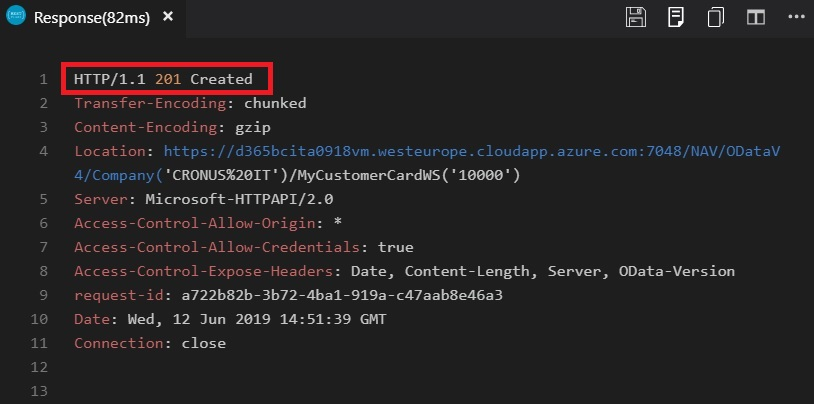 Response(82ms) ×
1 HTTP/1.1 201 Created
2 Transfer-Encoding: chunked
3 Content-Encoding: gzip
4 Location: https://d365bcita0918vm.westeurope.cloudapp.azure.com:7048/NAV/ODataV
4/Company('CRONUS%20IT')/MyCustomerCardWS('10000')
5 Server: Microsoft-HTTPAPI/2.0
6 Access-Control-Allow-Origin: *
7 Access-Control-Allow-Credentials: true
8 Access-Control-Expose-Headers: Date, Content-Length, Server, OData-Version
9 request-id: a722b82b-3b72-4ba1-919a-c47aab8e46a3
10 Date: Wed, 12 Jun 2019 14:51:39 GMT
11 Connection: close
12
13